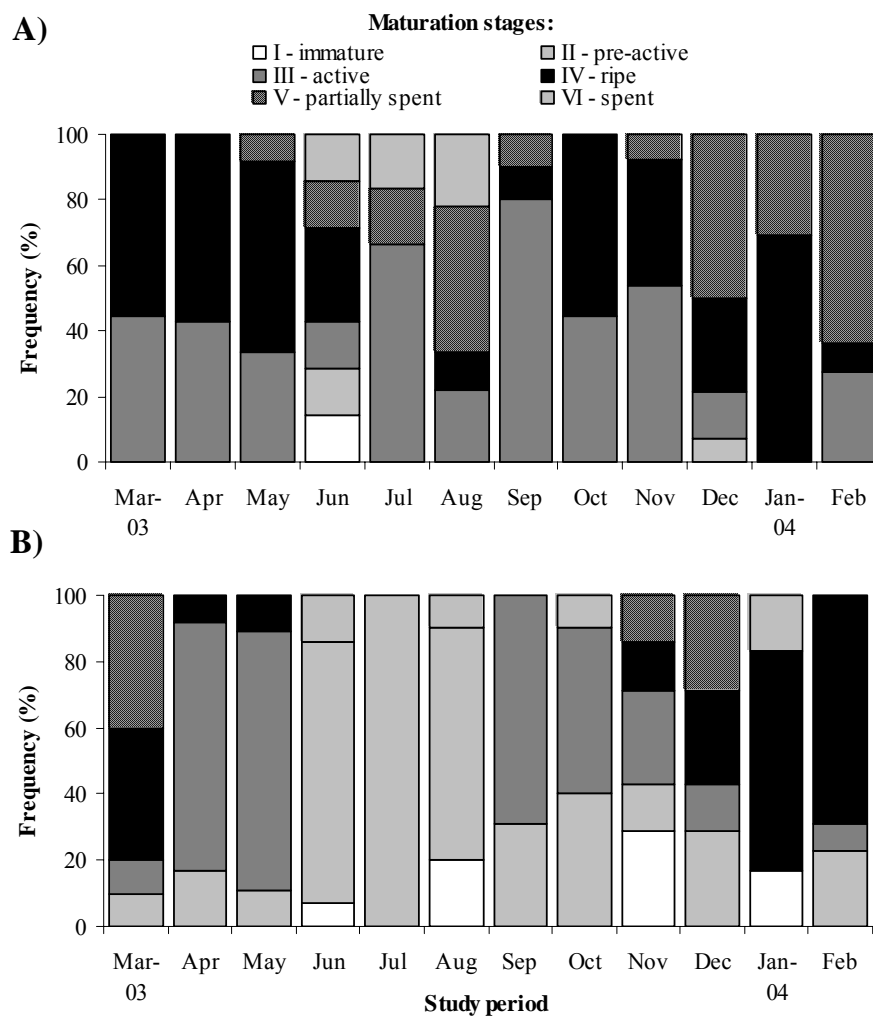 A)
Maturation stages:
I - immature
II - pre-active
III - active
IV - ripe
V - partially spent
VI - spent
Frequency (%)
100
80
60
40
20
0
Mar-03 Apr May Jun Jul Aug Sep Oct Nov Dec Jan-04 Feb
B)
Frequency (%)
100
80
60
40
20
0
Mar-03 Apr May Jun Jul Aug Sep Oct Nov Dec Jan-04 Feb
Study period